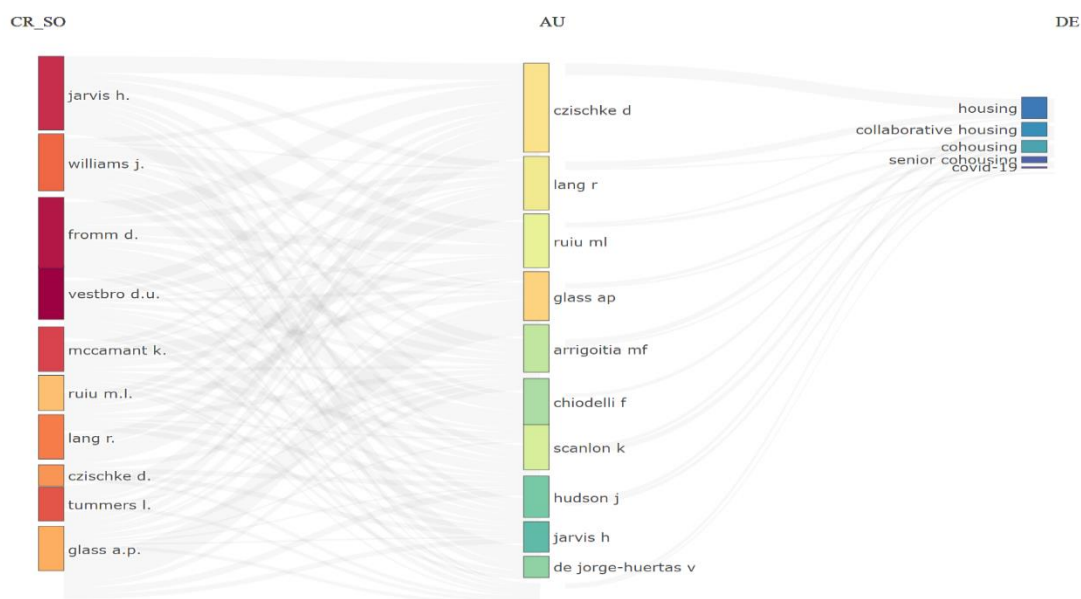 CR_SO
AU
DE
jarvis h.
williams j.
fromm d.
vestbro d.u.
mccamant k.
ruiu m.l.
lang r.
czischke d.
tummers l.
glass a.p.
czischke d
lang r
ruiu ml
glass ap
arrigoitia mf
chiodelli f
scanlon k
hudson j
jarvis h
de jorge-huertas v
housing
collaborative housing
cohousing
senior cohousing
covid-19